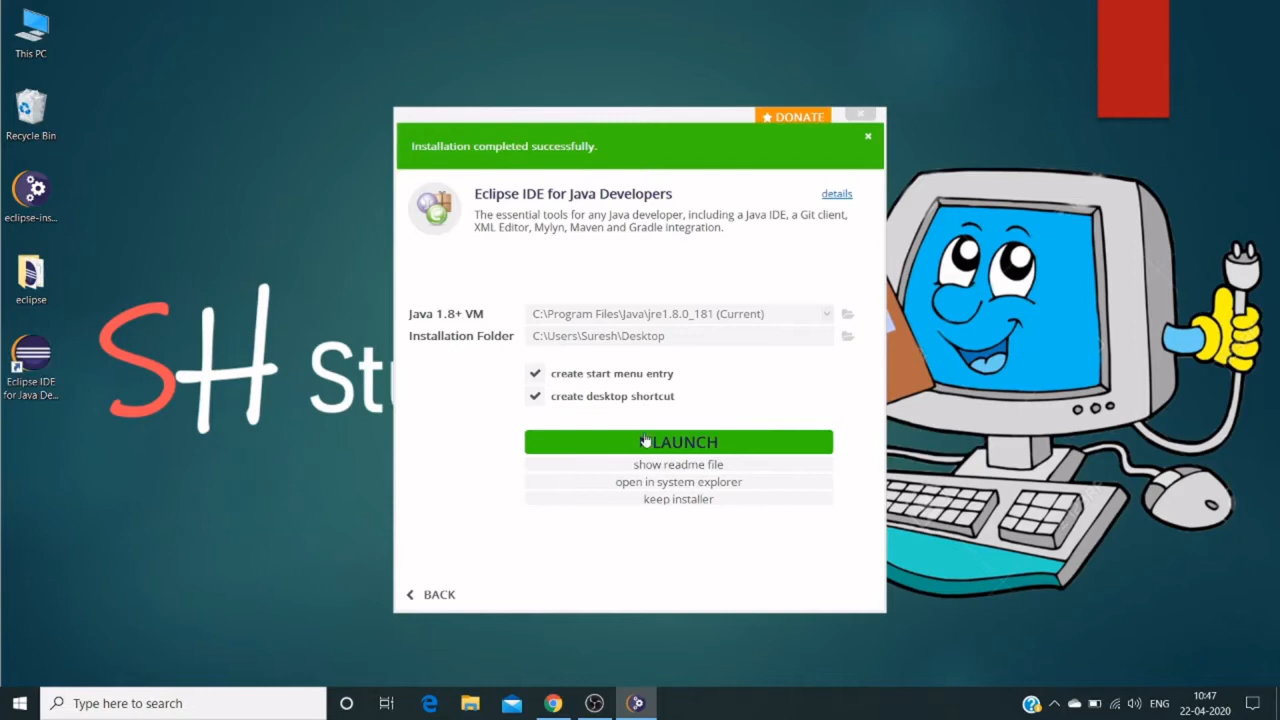 This PC
Recycle Bin
eclipse-ins...
eclipse
Eclipse IDE
for Java De...
SH St
DONATE
Installation completed successfully.
Eclipse IDE for Java Developers
details
The essential tools for any Java developer, including a Java IDE, a Git client,
XML Editor, Mylyn, Maven and Gradle integration.
Java 1.8+ VM
C:\Program Files\Java\jre1.8.0_181 (Current)
Installation Folder
C:\Users\Suresh\Desktop
create start menu entry
create desktop shortcut
LAUNCH
show readme file
open in system explorer
keep installer
BACK
Type here to search
ENG
10:47
22-04-2020